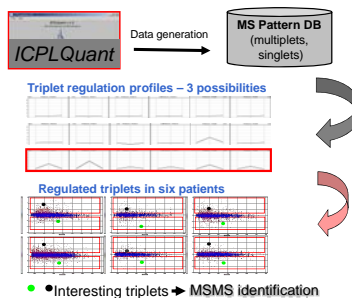 ICPLQuant
Data generation
MS Pattern DB
(multiplets,
singlets)
Triplet regulation profiles – 3 possibilities
Regulated triplets in six patients
Interesting triplets
MSMS identification